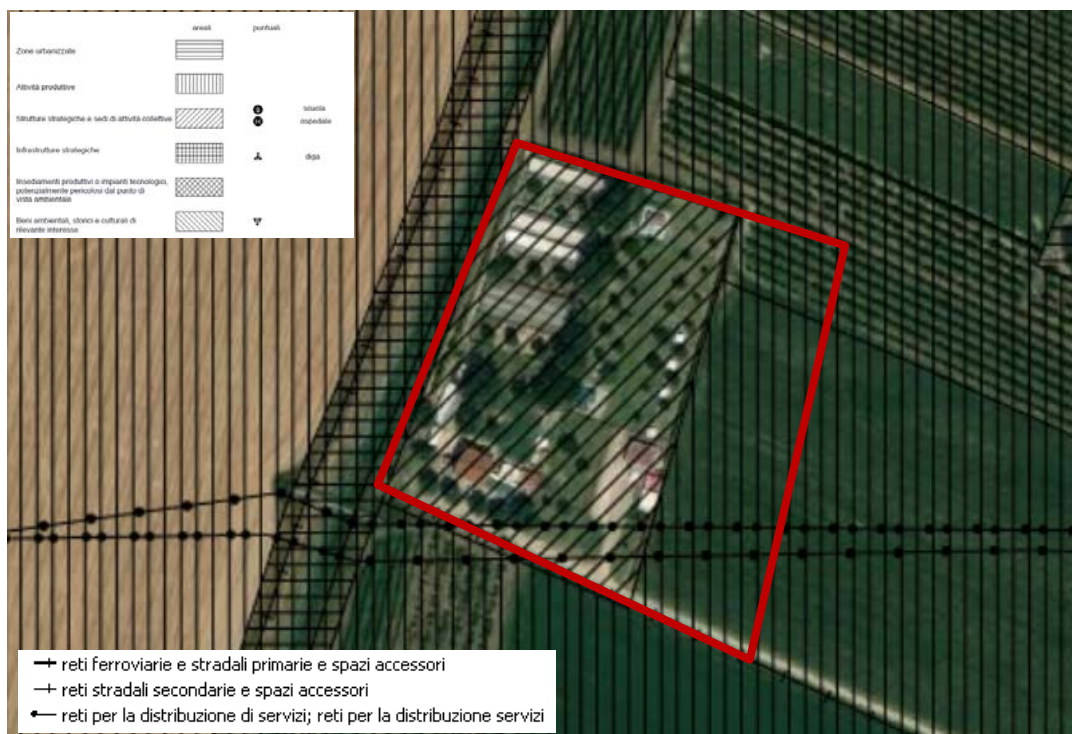 areali puntuali
Zone urbanizzate
Attività produttive
Strutture strategiche e sedi di attività collettive
S scuola
H ospedale
Infrastrutture strategiche
diga
Insediamenti produttivi o impianti tecnologici,
potenzialmente pericolosi dal punto di
vista ambientale
Beni ambientali, storici e culturali di
rilevante interesse
reti ferroviarie e stradali primarie e spazi accessori
reti stradali secondarie e spazi accessori
reti per la distribuzione di servizi; reti per la distribuzione servizi